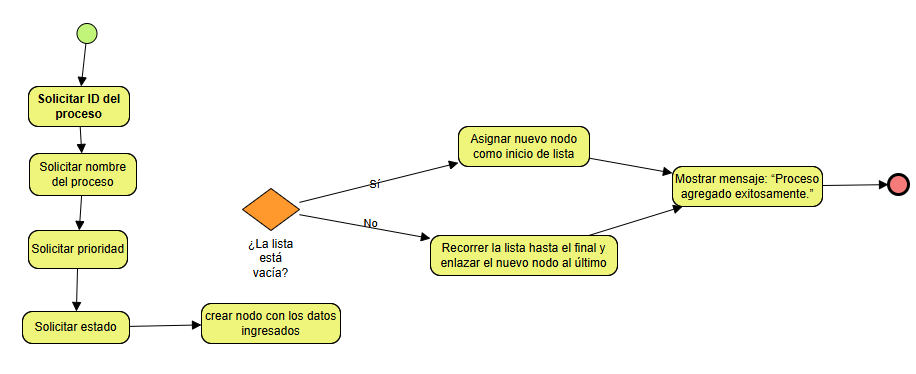 Solicitar ID del
proceso
Solicitar nombre
del proceso
Solicitar prioridad
Solicitar estado
crear nodo con los datos
ingresados
¿La lista
está
vacía?
Sí
No
Asignar nuevo nodo
como inicio de lista
Recorrer la lista hasta el final y
enlazar el nuevo nodo al último
Mostrar mensaje: “Proceso
agregado exitosamente.”